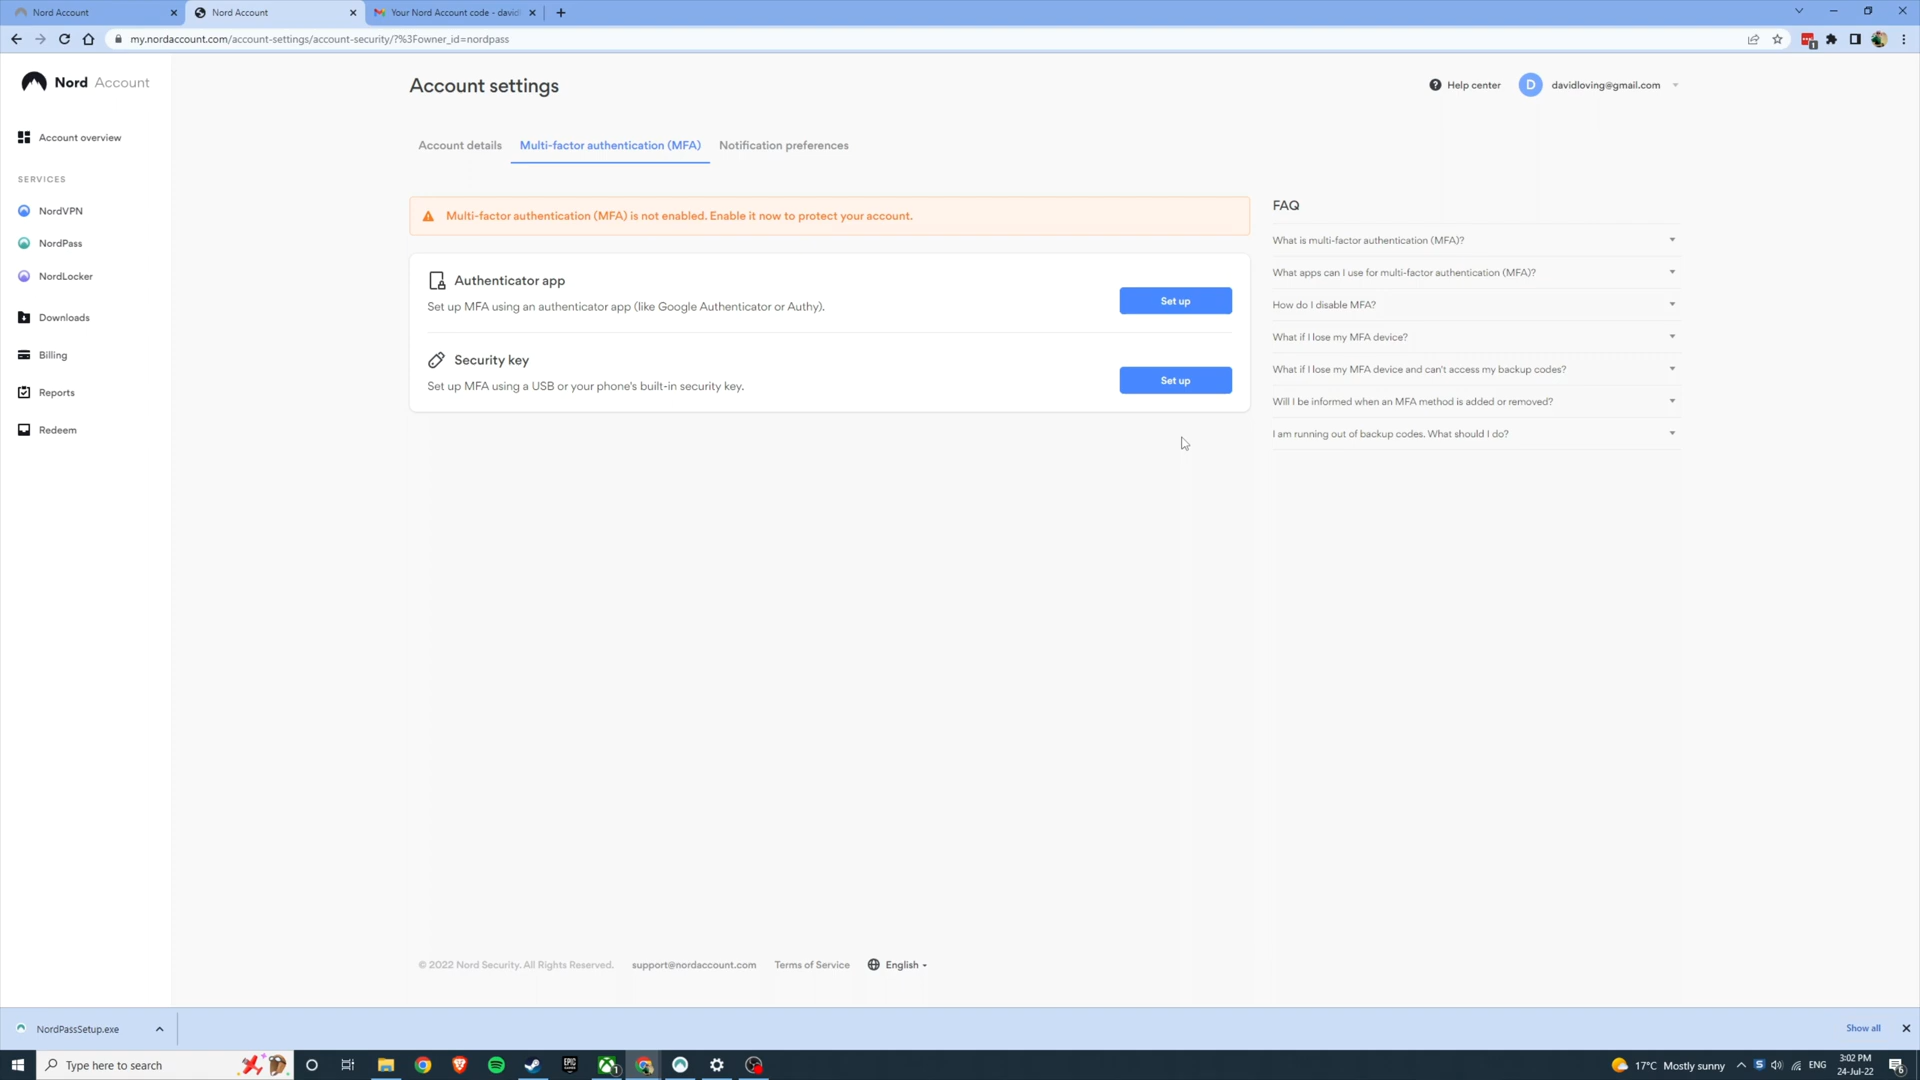 Nord Account
Nord Account
Your Nord Account code - david
my.nordaccount.com/account-settings/account-security/?%3Fowner_id=nordpass
1
Nord Account
Account overview
SERVICES
NordVPN
NordPass
NordLocker
Downloads
Billing
Reports
Redeem
Account settings
Help center
D
davidloving@gmail.com
Account details
Multi-factor authentication (MFA)
Notification preferences
Multi-factor authentication (MFA) is not enabled. Enable it now to protect your account.
Authenticator app
Set up MFA using an authenticator app (like Google Authenticator or Authy).
Set up
Security key
Set up MFA using a USB or your phone's built-in security key.
Set up
FAQ
What is multi-factor authentication (MFA)?
What apps can I use for multi-factor authentication (MFA)?
How do I disable MFA?
What if I lose my MFA device?
What if I lose my MFA device and can't access my backup codes?
Will I be informed when an MFA method is added or removed?
I am running out of backup codes. What should I do?
© 2022 Nord Security. All Rights Reserved.
support@nordaccount.com
Terms of Service
English
NordPassSetup.exe
Show all
Type here to search
EPIC
GAMES
1
17°C Mostly sunny
S
ENG
3:02 PM
24-Jul-22
6